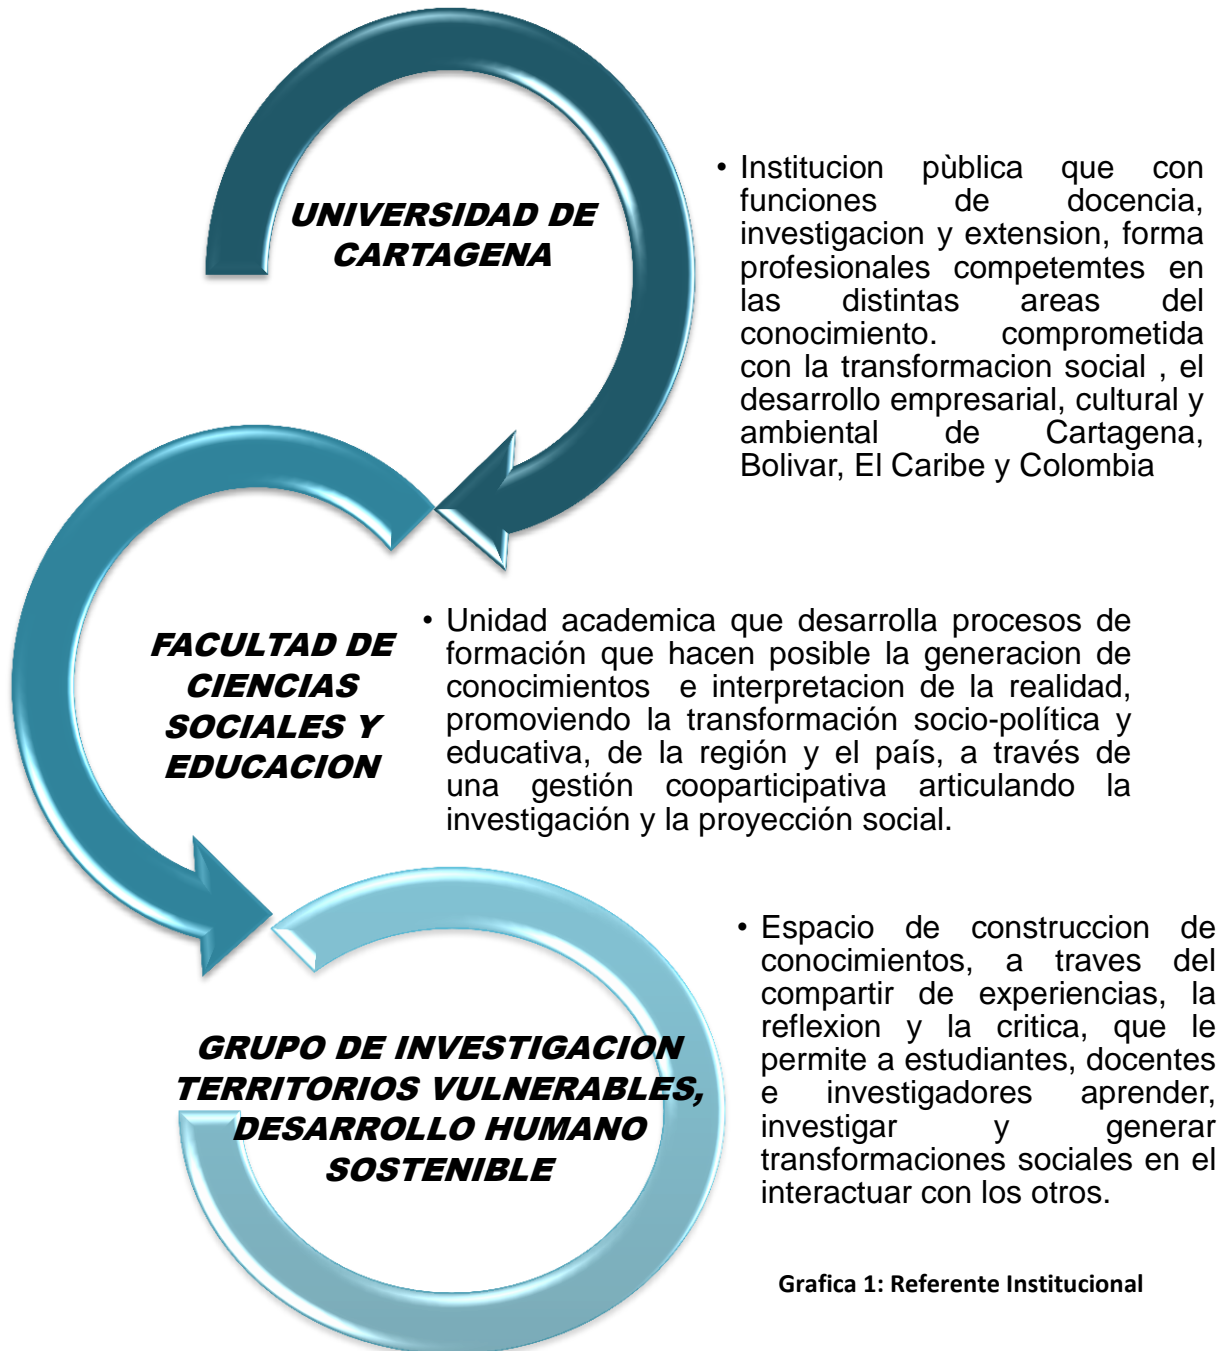 UNIVERSIDAD DE
CARTAGENA
• Institucion pùblica que con
funciones de docencia,
investigacion y extension, forma
profesionales competemtes en
las distintas areas del
conocimiento. comprometida
con la transformacion social , el
desarrollo empresarial, cultural y
ambiental de Cartagena,
Bolivar, El Caribe y Colombia
FACULTAD DE
CIENCIAS
SOCIALES Y
EDUCACION
• Unidad academica que desarrolla procesos de
formación que hacen posible la generacion de
conocimientos e interpretacion de la realidad,
promoviendo la transformación socio-política y
educativa, de la región y el país, a través de
una gestión cooparticipativa articulando la
investigación y la proyección social.
GRUPO DE INVESTIGACION
TERRITORIOS VULNERABLES,
DESARROLLO HUMANO
SOSTENIBLE
• Espacio de construccion de
conocimientos, a traves del
compartir de experiencias, la
reflexion y la critica, que le
permite a estudiantes, docentes
e investigadores aprender,
investigar y generar
transformaciones sociales en el
interactuar con los otros.
Grafica 1: Referente Institucional